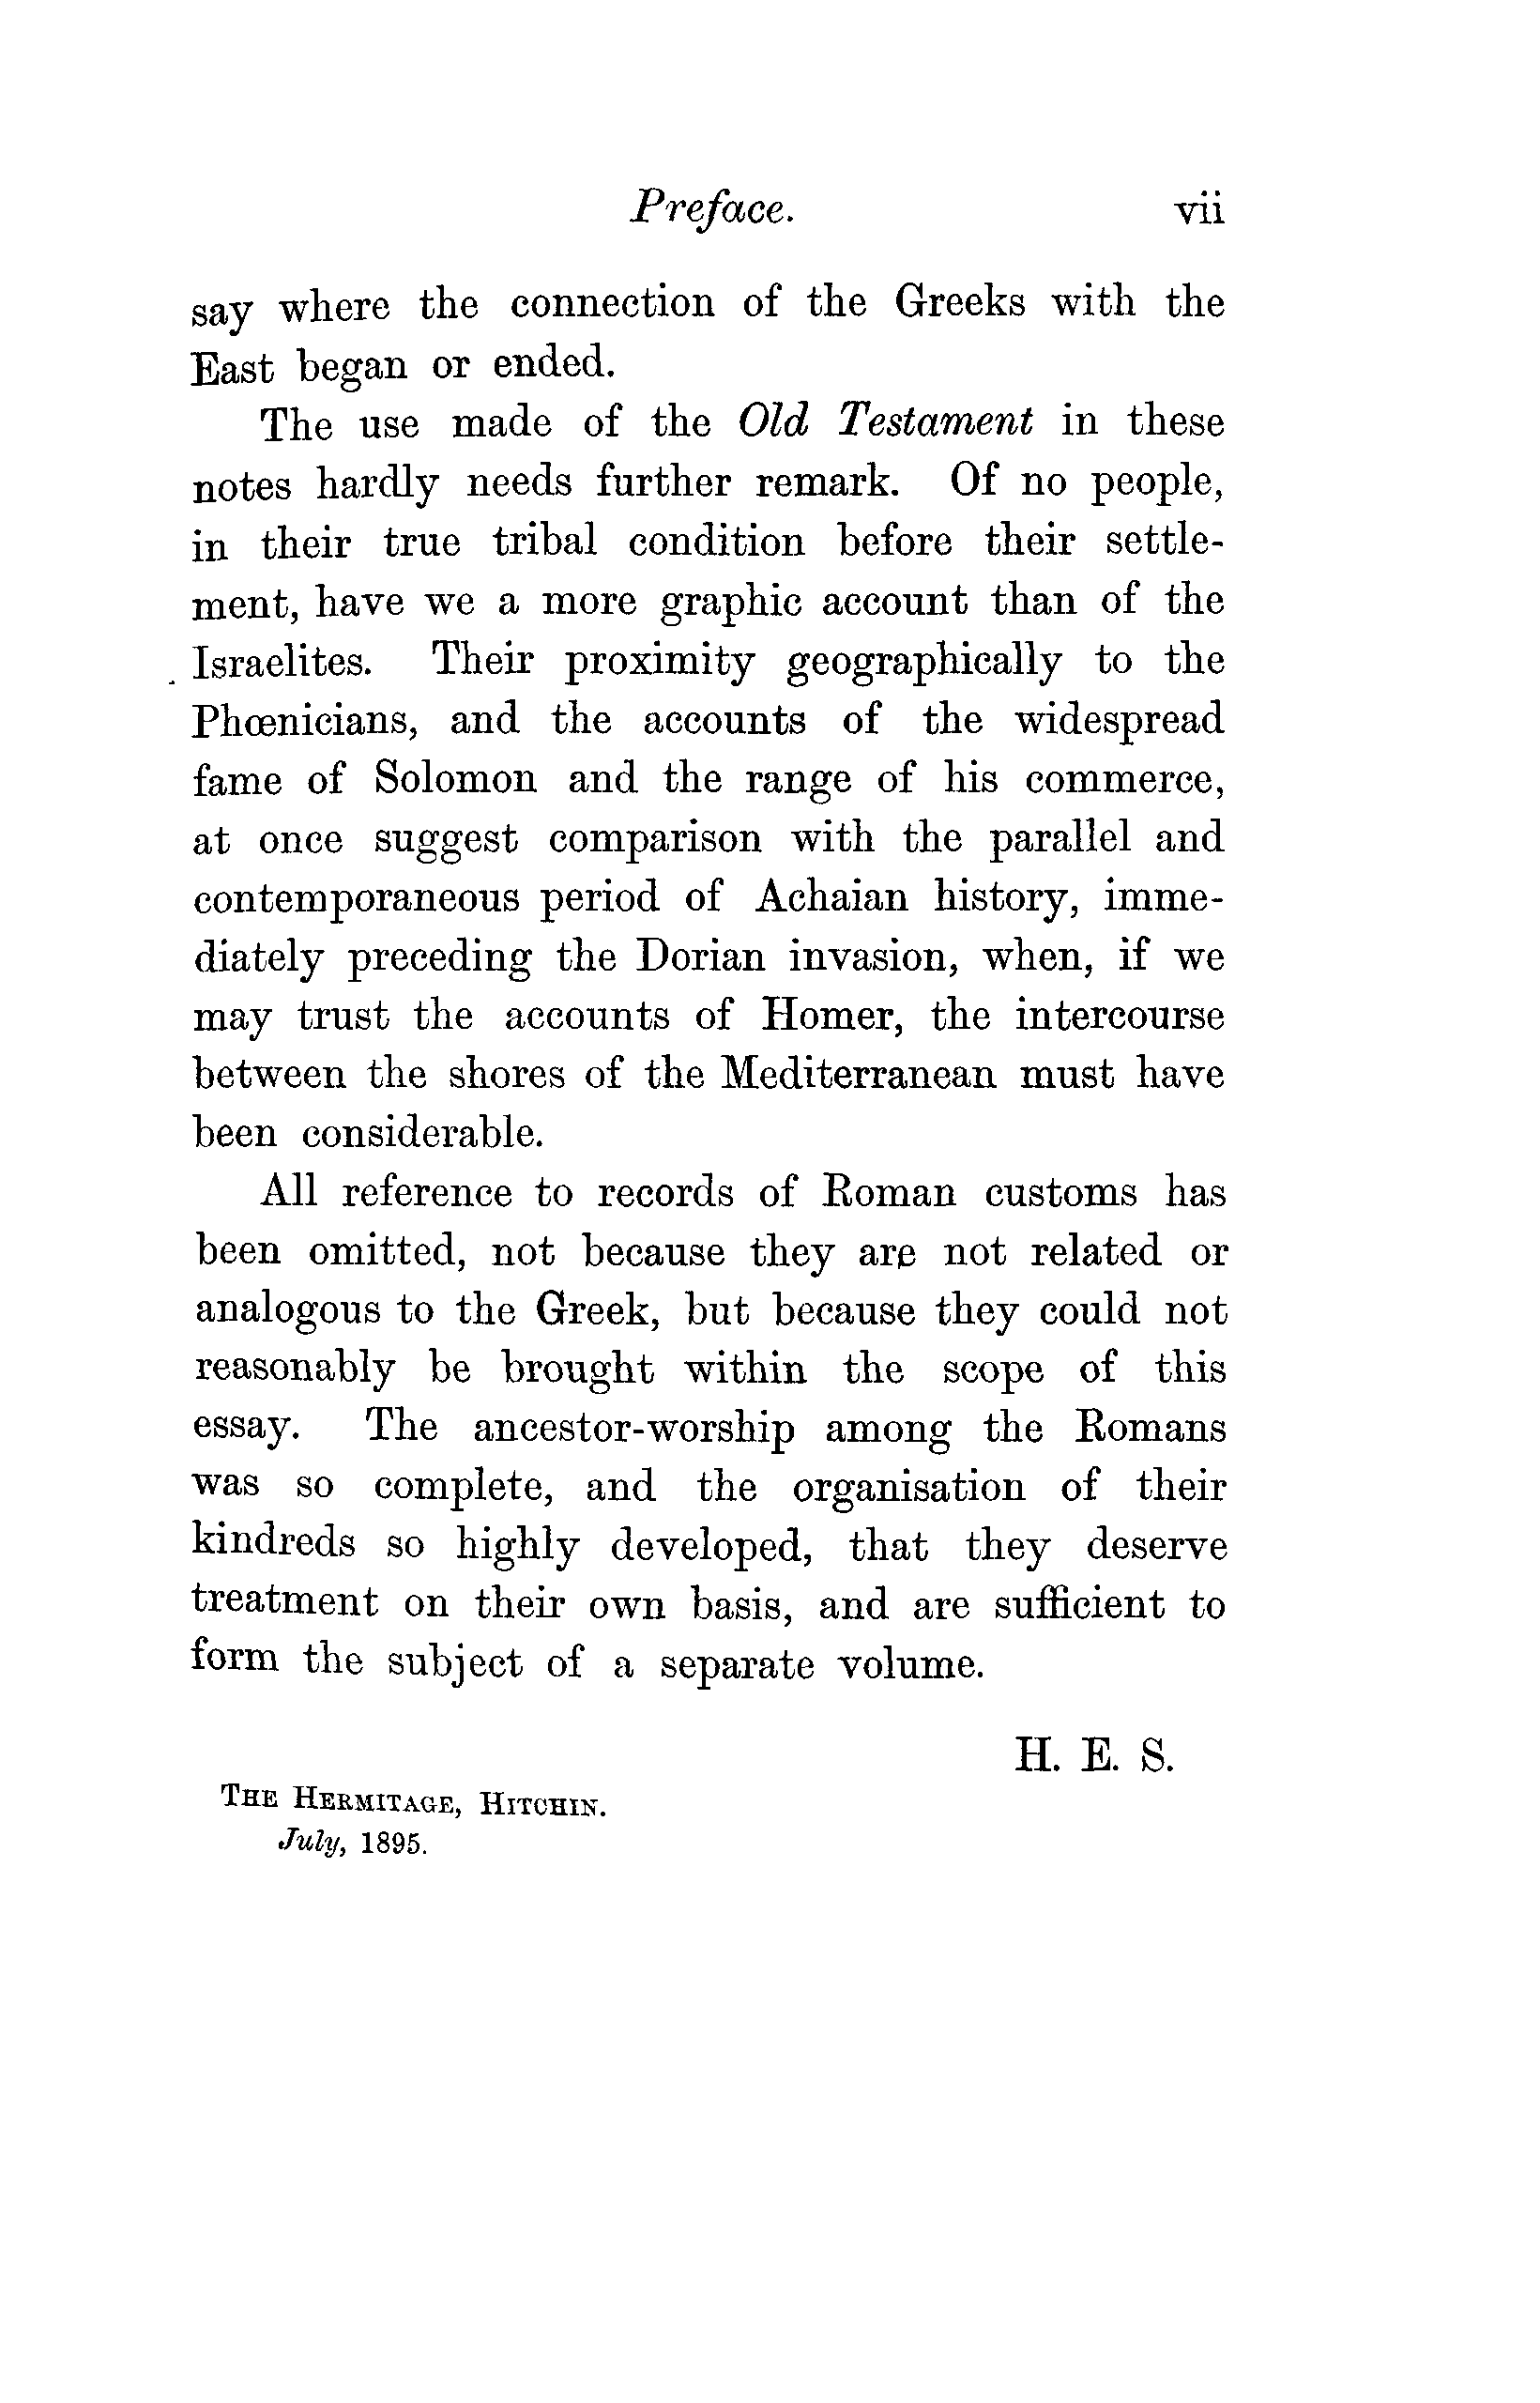 Preface. vii
say where the connection of the Greeks with the
East began or ended.
The use made of the Old Testament in these
notes hardly needs further remark. Of no people,
in their true tribal condition before their settle-
ment, have we a more graphic account than of the
Israelites. Their proximity geographically to the
Phœnicians, and the accounts of the widespread
fame of Solomon and the range of his commerce,
at once suggest comparison with the parallel and
contemporaneous period of Achaian history, imme-
diately preceding the Dorian invasion, when, if we
may trust the accounts of Homer, the intercourse
between the shores of the Mediterranean must have
been considerable.
All reference to records of Roman customs has
been omitted, not because they are not related or
analogous to the Greek, but because they could not
reasonably be brought within the scope of this
essay. The ancestor-worship among the Romans
was so complete, and the organisation of their
kindreds so highly developed, that they deserve
treatment on their own basis, and are sufficient to
form the subject of a separate volume.
H. E. S.
THE HERMITAGE, HITCHIN.
July, 1895.